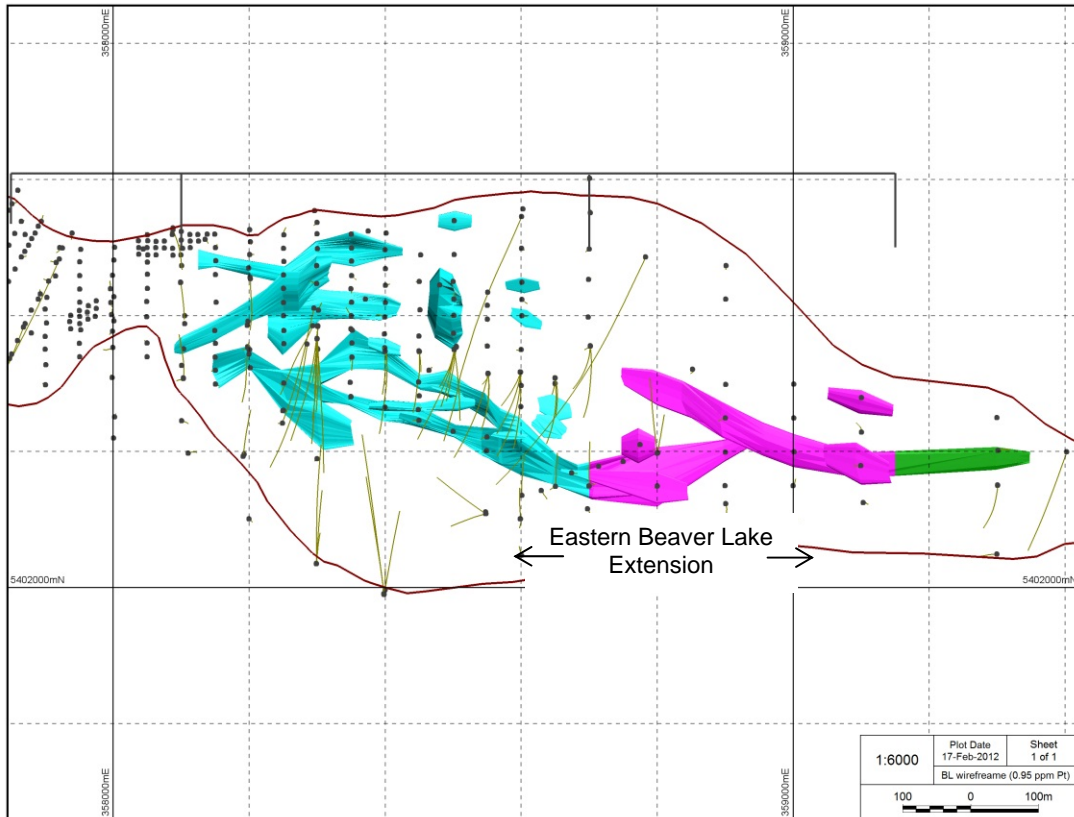 358000mE
359000mE
Eastern Beaver Lake
Extension
5402000mN
5402000mN
358000mE
359000mE
1:6000
Plot Date
17-Feb-2012
Sheet
1 of 1
BL wirefreame (0.95 ppm Pt)
100 0 100m